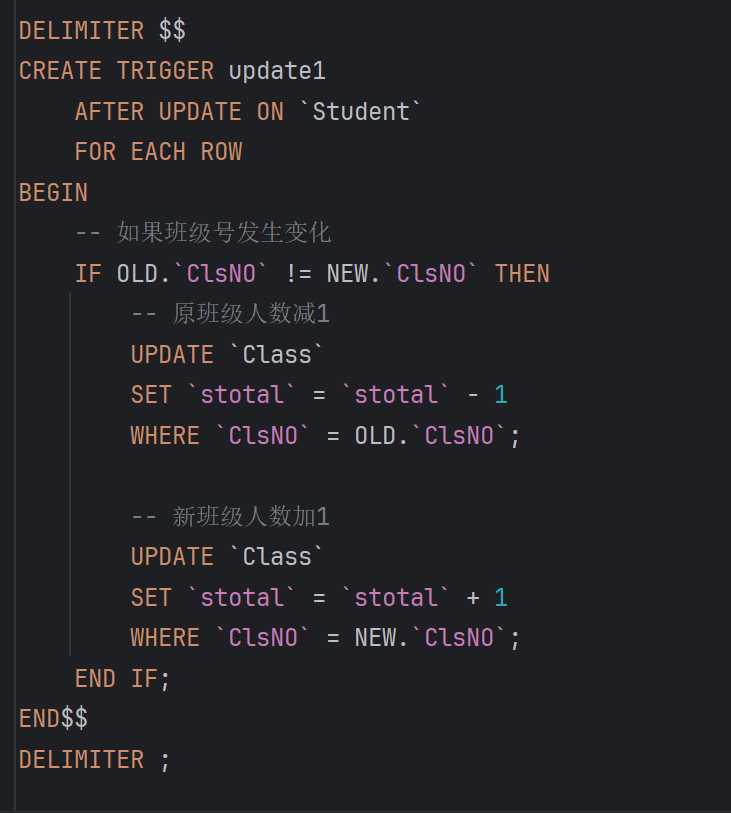 DELIMITER $$
CREATE TRIGGER update1
    AFTER UPDATE ON `Student`
    FOR EACH ROW
BEGIN
    -- 如果班级号发生变化
    IF OLD.`ClsNO` != NEW.`ClsNO` THEN
        -- 原班级人数减1
        UPDATE `Class`
        SET `stotal` = `stotal` - 1
        WHERE `ClsNO` = OLD.`ClsNO`;

        -- 新班级人数加1
        UPDATE `Class`
        SET `stotal` = `stotal` + 1
        WHERE `ClsNO` = NEW.`ClsNO`;
    END IF;
END$$
DELIMITER ;